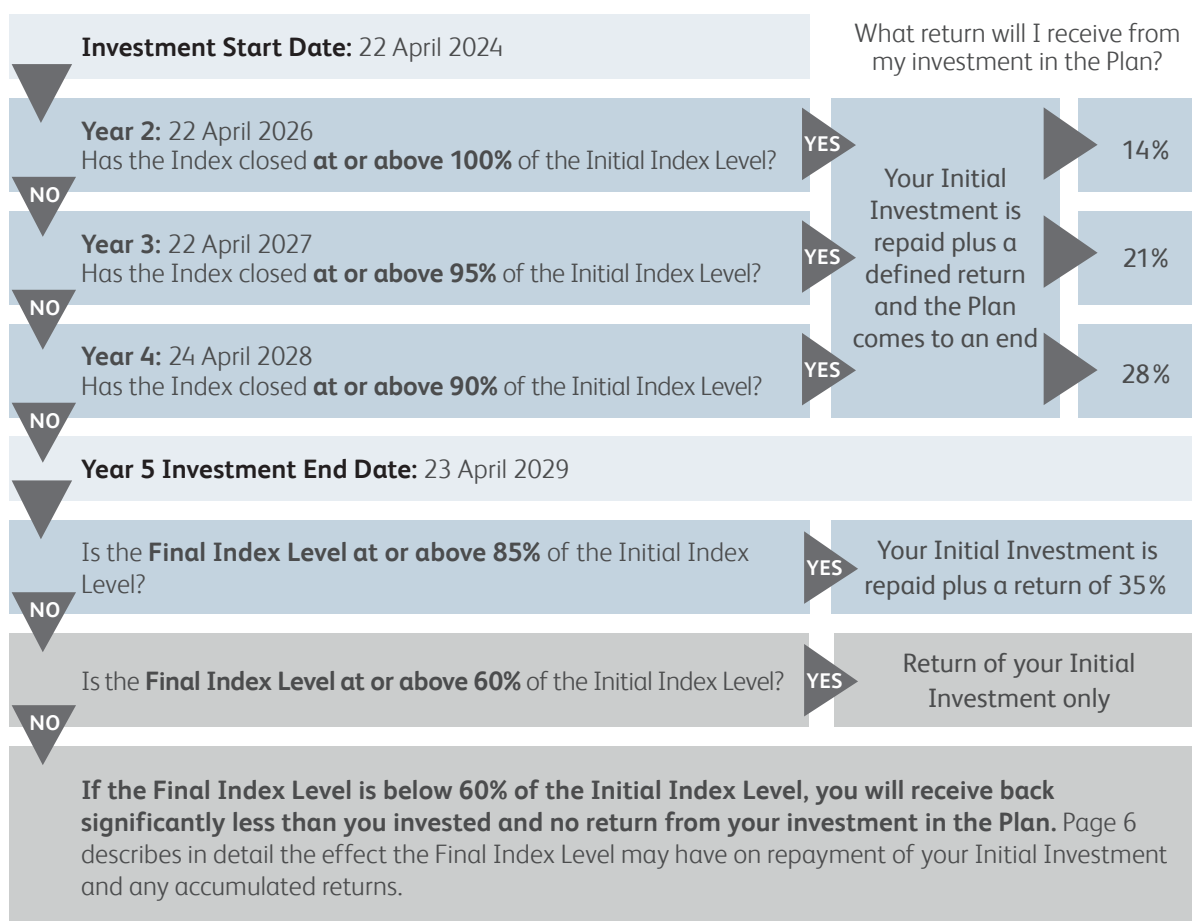 Investment Start Date: 22 April 2024
What return will I receive from
my investment in the Plan?
Year 2: 22 April 2026
Has the Index closed at or above 100% of the Initial Index Level?
YES
14%
NO
Year 3: 22 April 2027
Has the Index closed at or above 95% of the Initial Index Level?
YES
21%
NO
Year 4: 24 April 2028
Has the Index closed at or above 90% of the Initial Index Level?
YES
28%
NO
Your Initial
Investment is
repaid plus a
defined return
and the Plan
comes to an end
Year 5 Investment End Date: 23 April 2029
Is the Final Index Level at or above 85% of the Initial Index
Level?
YES
Your Initial Investment is
repaid plus a return of 35%
NO
Is the Final Index Level at or above 60% of the Initial Index Level?
YES
Return of your Initial
Investment only
NO
If the Final Index Level is below 60% of the Initial Index Level, you will receive back
significantly less than you invested and no return from your investment in the Plan. Page 6
describes in detail the effect the Final Index Level may have on repayment of your Initial Investment
and any accumulated returns.